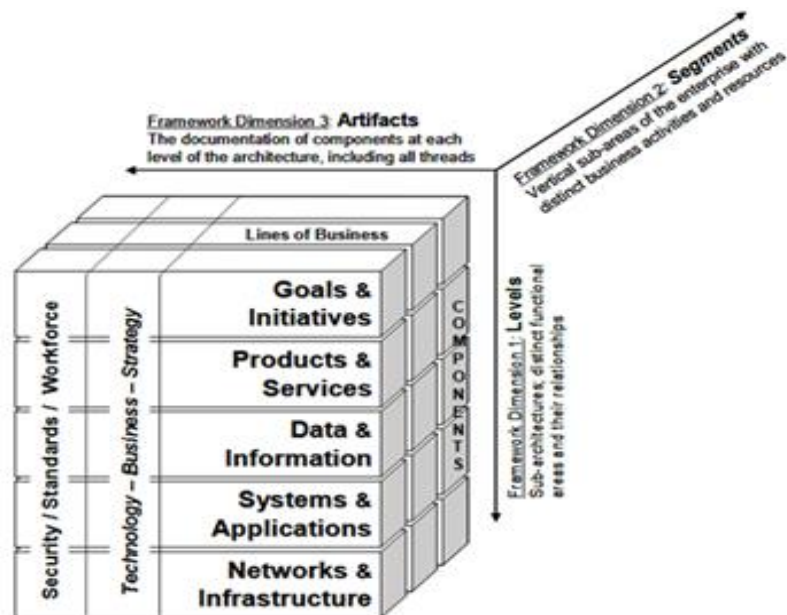 Framework Dimension 3: Artifacts
The documentation of components at each
level of the architecture, including all threads
Framework Dimension 2: Segments
Vertical sub-areas of the enterprise with
distinct business activities and resources
Lines of Business
Security / Standards / Workforce
Technology – Business – Strategy
Goals &
Initiatives
Products &
Services
Data &
Information
Systems &
Applications
Networks &
Infrastructure
COMPONENTS
Framework Dimension 1: Levels
Sub-architectures; distinct functional
areas and their relationships